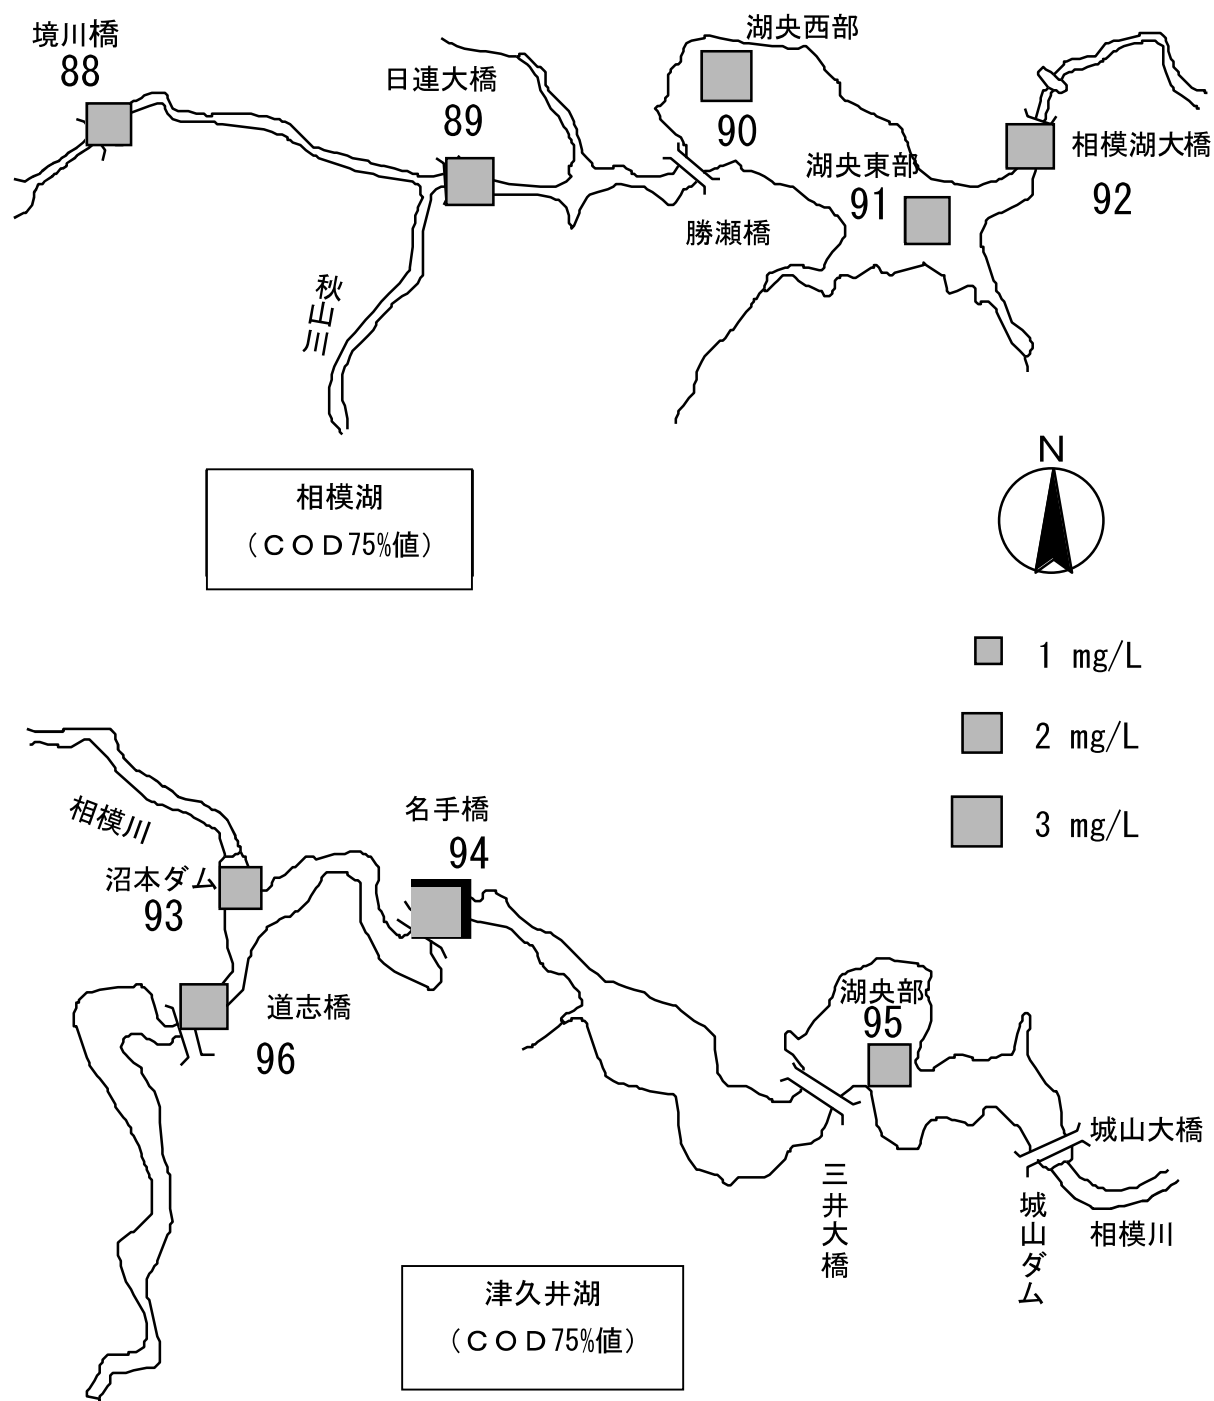 境川橋
88
日連大橋
89
湖央西部
90
湖央東部
91
相模湖大橋
92
勝瀬橋
秋山川
相模湖
（ＣＯＤ75%値）
N
1 mg/L
2 mg/L
3 mg/L
相模川
沼本ダム
93
名手橋
94
道志橋
96
湖央部
95
三井大橋
城山大橋
城山ダム
相模川
津久井湖
（ＣＯＤ75%値）